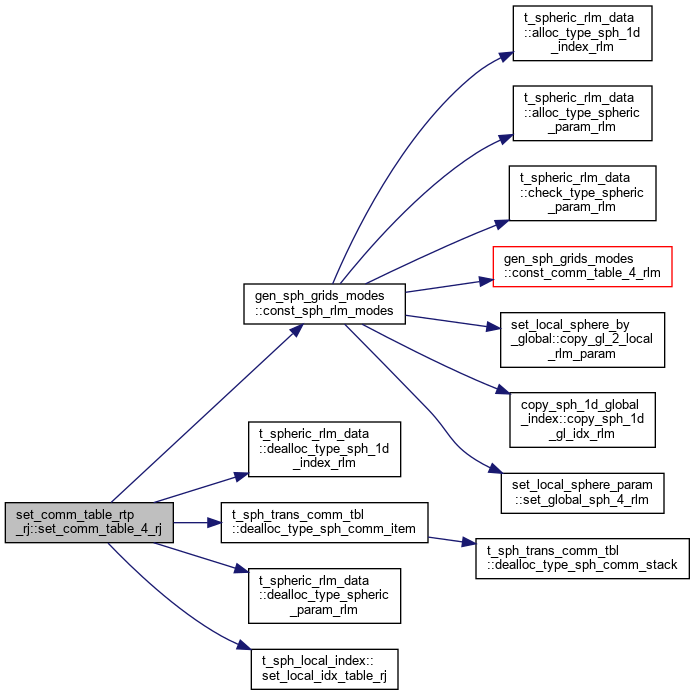 t_spheric_rlm_data
::alloc_type_sph_1d
_index_rlm
t_spheric_rlm_data
::alloc_type_spheric
_param_rlm
t_spheric_rlm_data
::check_type_spheric
_param_rlm
gen_sph_grids_modes
::const_comm_table_4_rlm
gen_sph_grids_modes
::const_sph_rlm_modes
set_local_sphere_by
_global::copy_gl_2_local
_rlm_param
copy_sph_1d_global
_index::copy_sph_1d
_gl_idx_rlm
t_spheric_rlm_data
::dealloc_type_sph_1d
_index_rlm
set_local_sphere_param
::set_global_sph_4_rlm
set_comm_table_rtp
_rj::set_comm_table_4_rj
t_sph_trans_comm_tbl
::dealloc_type_sph_comm_item
t_sph_trans_comm_tbl
::dealloc_type_sph_comm_stack
t_spheric_rlm_data
::dealloc_type_spheric
_param_rlm
t_sph_local_index::
set_local_idx_table_rj